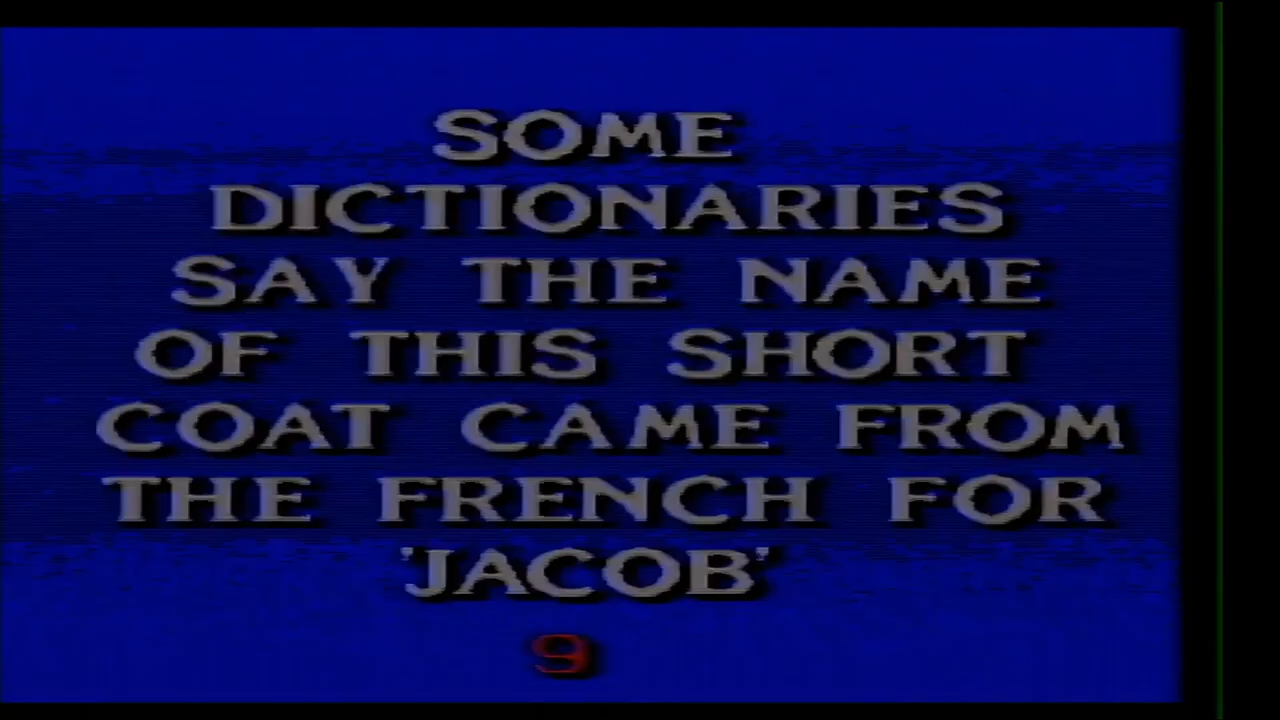 SOME
DICTIONARIES
SAY THE NAME
OF THIS SHORT
COAT CAME FROM
THE FRENCH FOR
'JACOB'
9